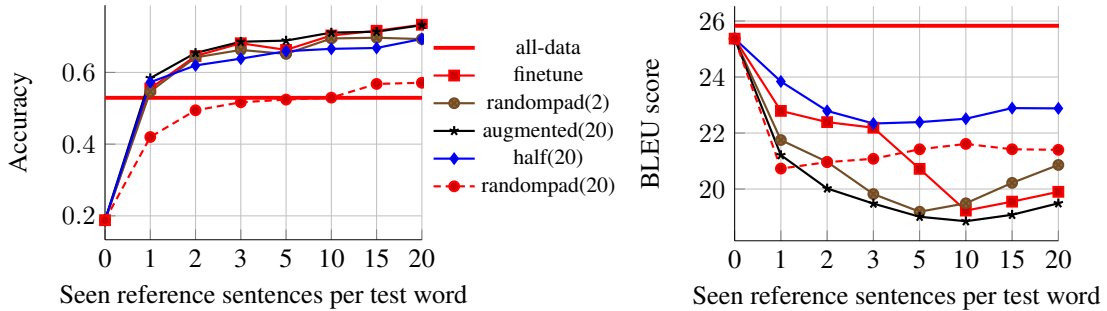 Accuracy
0.6
0.4
0.2
0 1 2 3 5 10 15 20
Seen reference sentences per test word
all-data
finetune
randompad(2)
augmented(20)
half(20)
randompad(20)
BLEU score
26
24
22
20
0 1 2 3 5 10 15 20
Seen reference sentences per test word